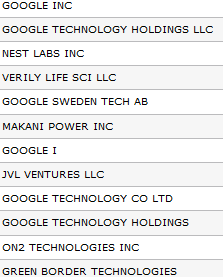 GOOGLE INC
GOOGLE TECHNOLOGY HOLDINGS LLC
NEST LABS INC
VERILY LIFE SCI LLC
GOOGLE SWEDEN TECH AB
MAKANI POWER INC
GOOGLE I
JVL VENTURES LLC
GOOGLE TECHNOLOGY CO LTD
GOOGLE TECHNOLOGY HOLDINGS
ON2 TECHNOLOGIES INC
GREEN BORDER TECHNOLOGIES